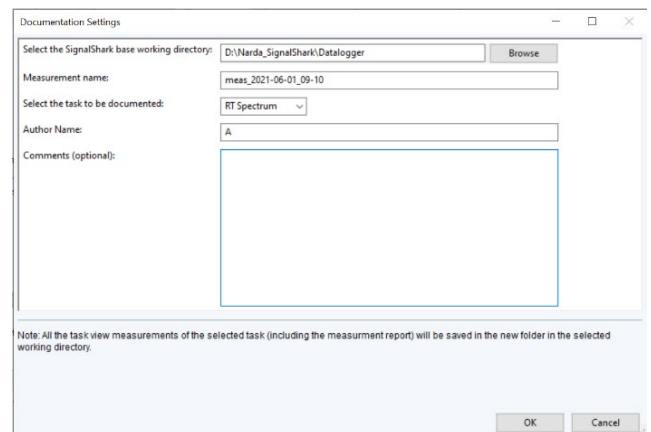 Documentation Settings
Select the SignalShark base working directory:
D:\Narda_SignalShark\Datalogger
Browse
Measurement name:
meas_2021-06-01_09-10
Select the task to be documented:
RT Spectrum
Author Name:
A
Comments (optional):
Note: All the task view measurements of the selected task (including the measurment report) will be saved in the new folder in the selected
working directory.
OK
Cancel